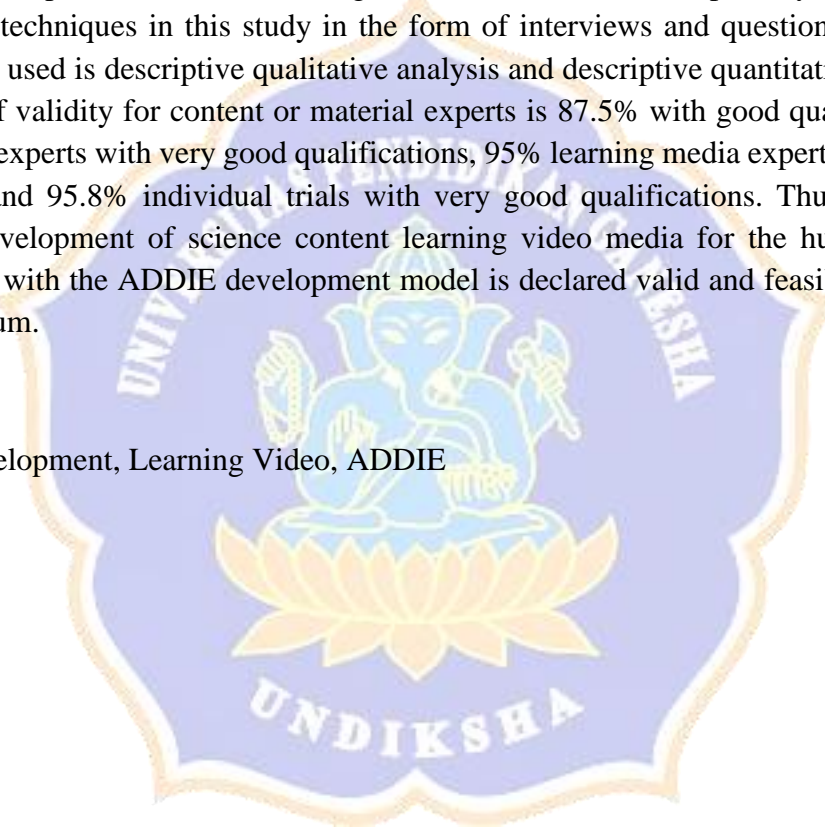 techniques in this study in the form of interviews and question
used is descriptive qualitative analysis and descriptive quantitati
f validity for content or material experts is 87.5% with good qua
experts with very good qualifications, 95% learning media expert
nd 95.8% individual trials with very good qualifications. Thu
velopment of science content learning video media for the hu
with the ADDIE development model is declared valid and feasi
um.
elopment, Learning Video, ADDIE
UNIVERSITAS PENDIDIKAN GANESHA
UNDIKSHA